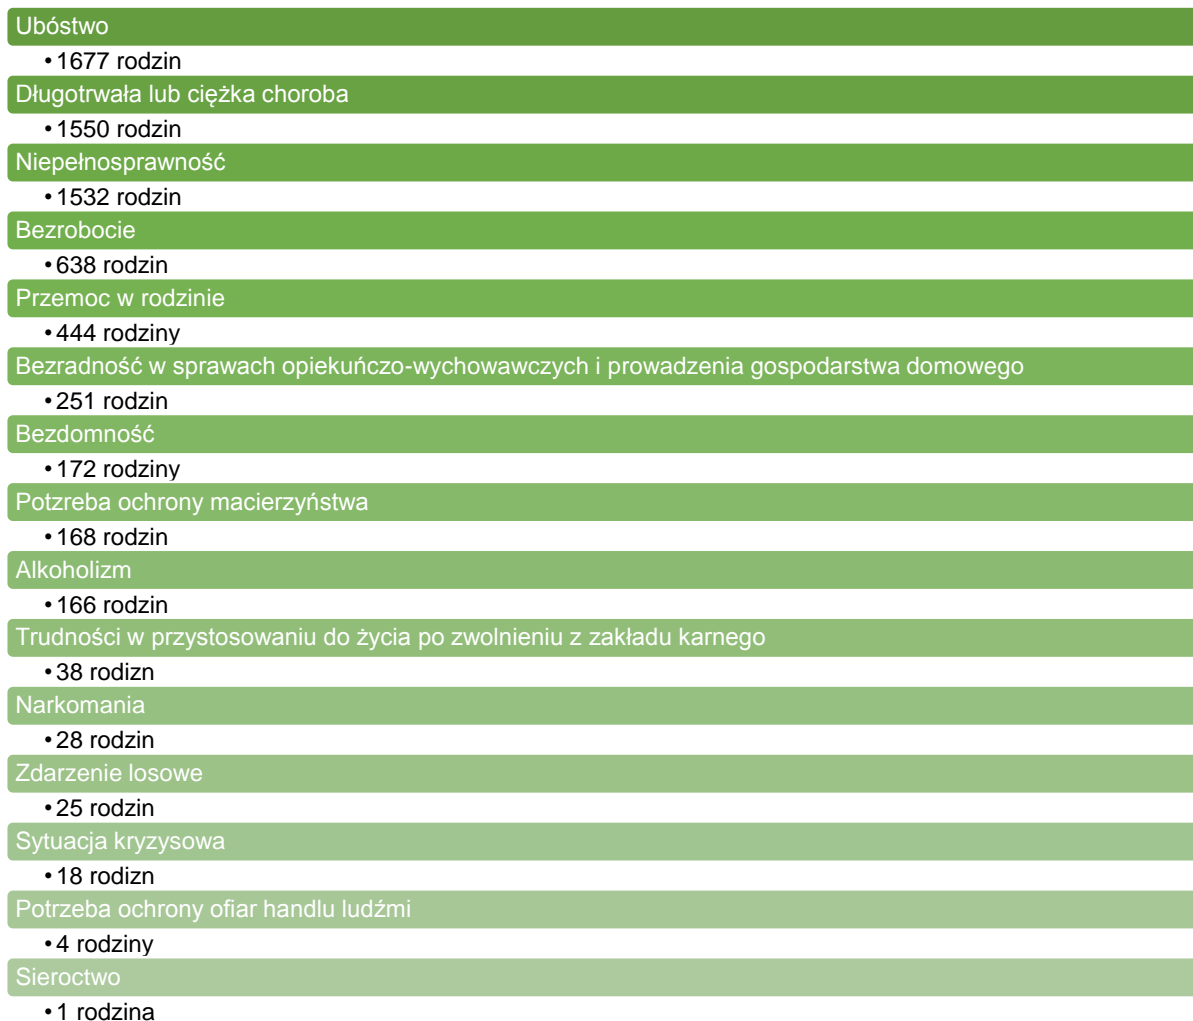 Ubóstwo
•1677 rodzin
Długotrwała lub ciężka choroba
•1550 rodzin
Niepełnosprawność
•1532 rodzin
Bezrobocie
•638 rodzin
Przemoc w rodzinie
•444 rodziny
Bezradność w sprawach opiekuńczo-wychowawczych i prowadzenia gospodarstwa domowego
•251 rodzin
Bezdomność
•172 rodziny
Potzreba ochrony macierzyństwa
•168 rodzin
Alkoholizm
•166 rodzin
Trudności w przystosowaniu do życia po zwolnieniu z zakładu karnego
•38 rodizn
Narkomania
•28 rodzin
Zdarzenie losowe
•25 rodzin
Sytuacja kryzysowa
•18 rodizn
Potrzeba ochrony ofiar handlu ludźmi
•4 rodziny
Sieroctwo
•1 rodzina